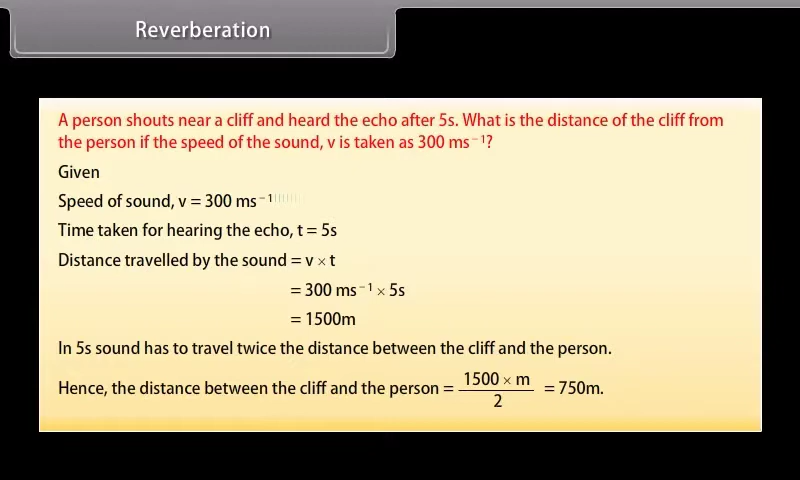 Reverberation
A person shouts near a cliff and heard the echo after 5s. What is the distance of the cliff from
the person if the speed of the sound, v is taken as 300 ms⁻¹?
Given
Speed of sound, v = 300 ms⁻¹
Time taken for hearing the echo, t = 5s
Distance travelled by the sound = v × t
= 300 ms⁻¹ × 5s
= 1500m
In 5s sound has to travel twice the distance between the cliff and the person.
Hence, the distance between the cliff and the person = 1500 × m / 2 = 750m.